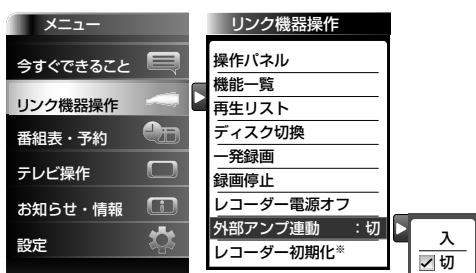 メニュー
今すぐできること
リンク機器操作
番組表・予約
テレビ操作
お知らせ・情報
設定
リンク機器操作
操作パネル
機能一覧
再生リスト
ディスク切換
一発録画
録画停止
レコーダー電源オフ
外部アンプ連動 ：切
レコーダー初期化※
入
切